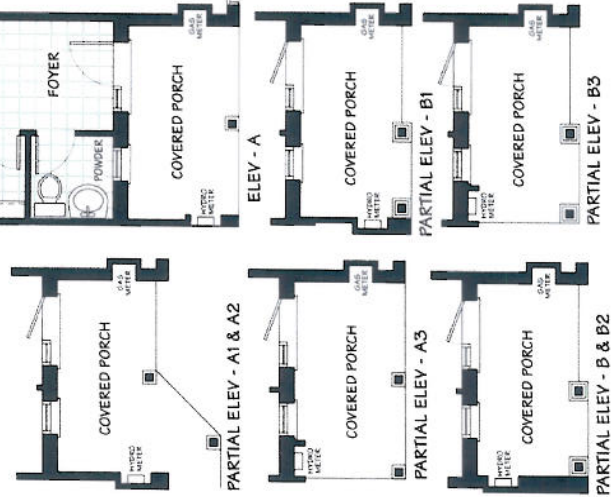 FOYER
POWDER
GAS
METER
COVERED PORCH
HYDRO
METER
ELEV - A
GAS
METER
COVERED PORCH
HYDRO
METER
PARTIAL ELEV - B1
GAS
METER
COVERED PORCH
HYDRO
METER
PARTIAL ELEV - B3
GAS
METER
COVERED PORCH
HYDRO
METER
PARTIAL ELEV - A1 & A2
GAS
METER
COVERED PORCH
HYDRO
METER
PARTIAL ELEV - A3
GAS
METER
COVERED PORCH
HYDRO
METER
PARTIAL ELEV - B & B2